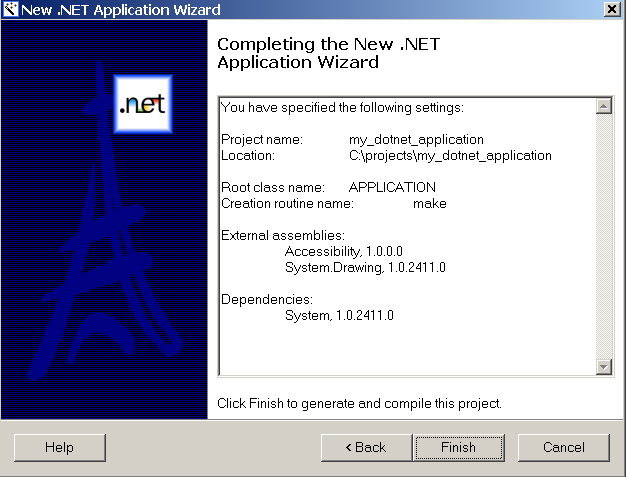 New .NET Application Wizard
Completing the New .NET
Application Wizard
.net
You have specified the following settings:
Project name: my_dotnet_application
Location: C:\projects\my_dotnet_application
Root class name: APPLICATION
Creation routine name: make
External assemblies:
Accessibility, 1.0.0.0
System.Drawing, 1.0.2411.0
Dependencies:
System, 1.0.2411.0
Click Finish to generate and compile this project.
Help
< Back
Finish
Cancel